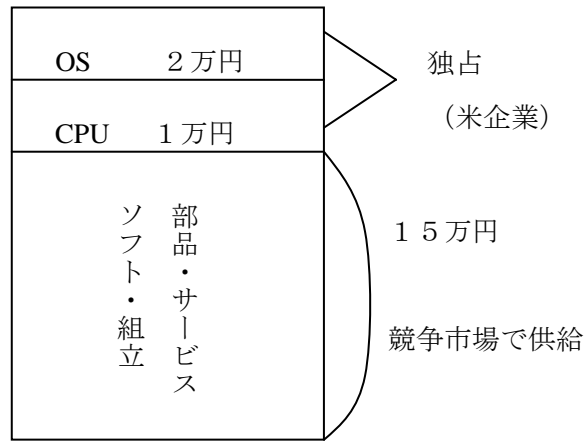 OS　２万円
CPU　１万円
部品・サービス
ソフト・組立
独占
（米企業）
１５万円
競争市場で供給